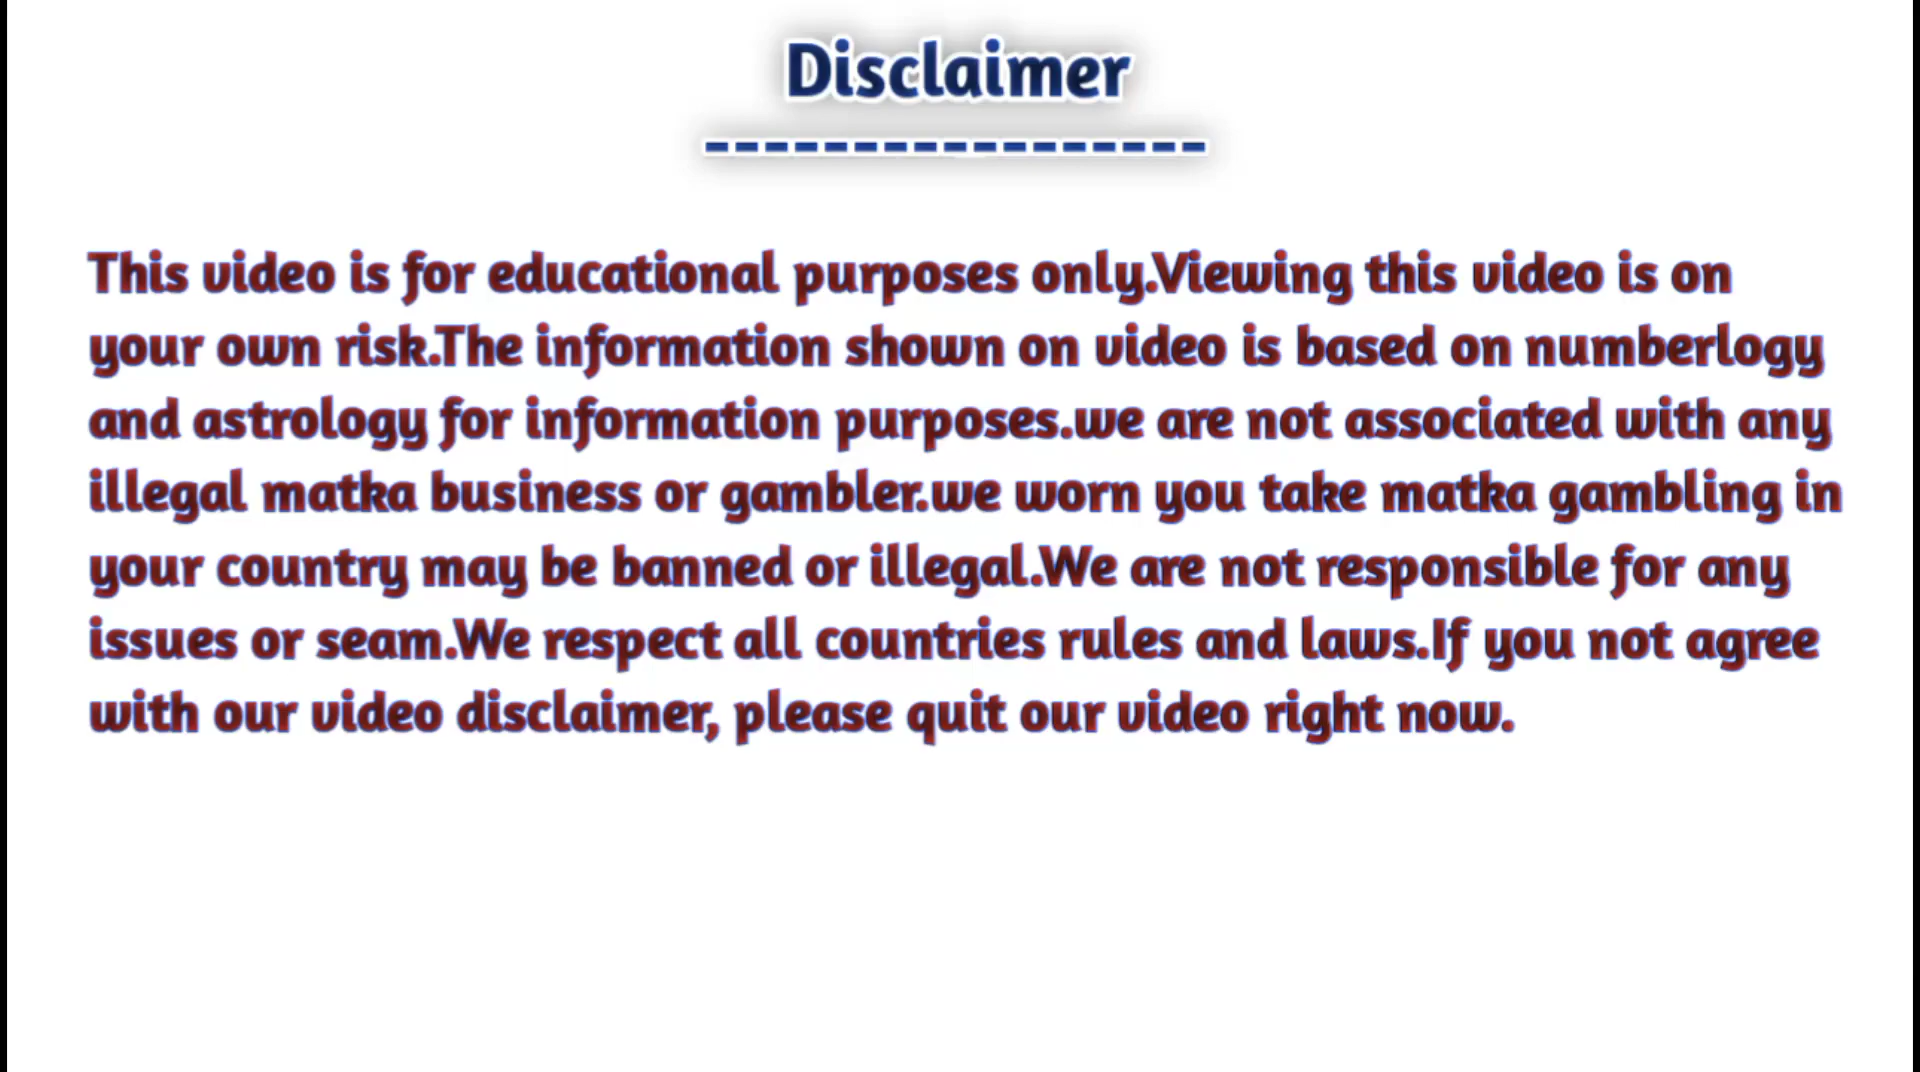 Disclaimer
-----------------
This video is for educational purposes only.Viewing this video is on
your own risk.The information shown on video is based on numberlogy
and astrology for information purposes.we are not associated with any
illegal matka business or gambler.we worn you take matka gambling in
your country may be banned or illegal.We are not responsible for any
issues or seam.We respect all countries rules and laws.If you not agree
with our video disclaimer, please quit our video right now.